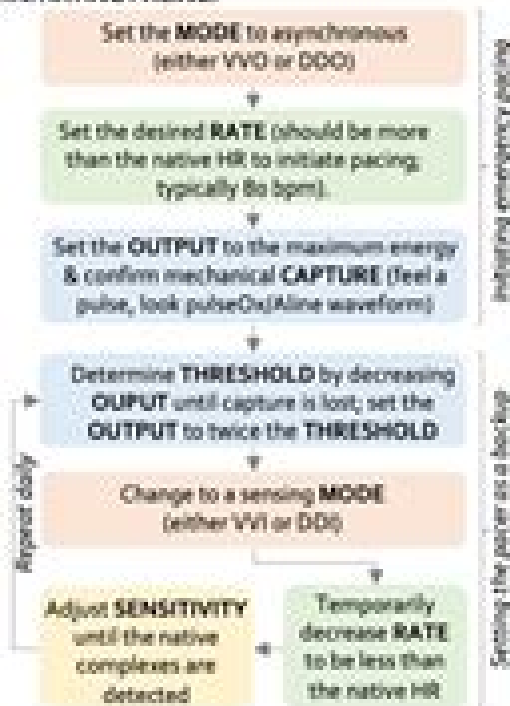 Set the MODE to asynchronous
(either VVO or DOO)
Set the desired RATE (should be more
than the native HR to initiate pacing,
typically 80 bpm).
Set the OUTPUT to the maximum energy
& confirm mechanical CAPTURE (feel a
pulse, look pulseOx/Aline waveform)
Initiating emergency pacing
Determine THRESHOLD by decreasing
OUPUT until capture is lost; set the
OUTPUT to twice the THRESHOLD
Change to a sensing MODE
(either VVI or DDI)
Temporarily
decrease RATE
to be less than
the native HR
Adjust SENSITIVITY
until the native
complexes are
detected
Repeat daily
Setting the pacer as a backup